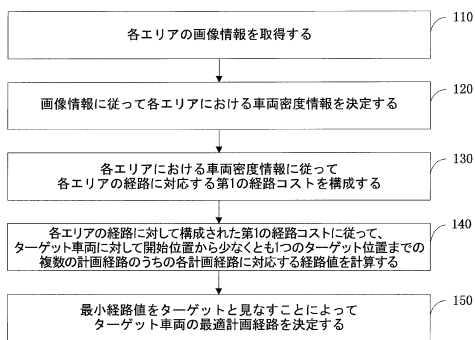 各エリアの画像情報を取得する
110
画像情報に従って各エリアにおける車両密度情報を決定する
120
各エリアにおける車両密度情報に従って
各エリアの経路に対応する第1の経路コストを構成する
130
各エリアの経路に対して構成された第1の経路コストに従って、
ターゲット車両に対して開始位置から少なくとも1つのターゲット位置までの
複数の計画経路のうちの各計画経路に対応する経路値を計算する
140
最小経路値をターゲットと見なすことによって
ターゲット車両の最適計画経路を決定する
150